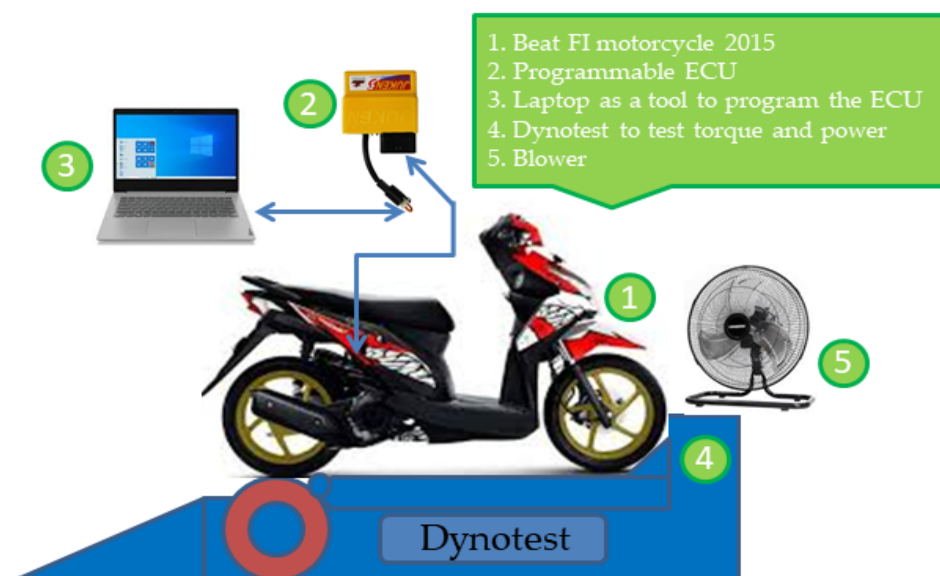 1. Beat FI motorcycle 2015
2. Programmable ECU
3. Laptop as a tool to program the ECU
4. Dynotest to test torque and power
5. Blower
2
3
1
5
4
JUKEN5
Dynotest